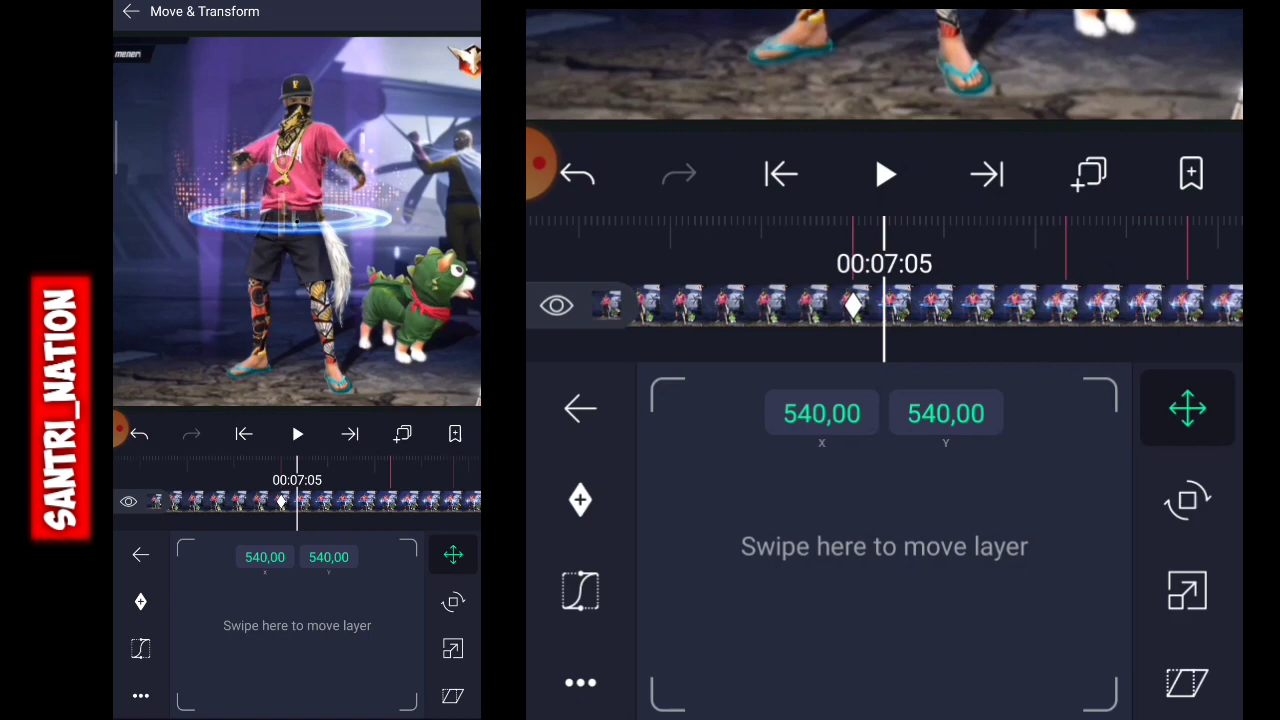 Move & Transform
MENERI
SANTRI_NATION
00:07:05
540,00
540,00
X
Y
Swipe here to move layer
00:07:05
540,00
540,00
X
Y
Swipe here to move layer